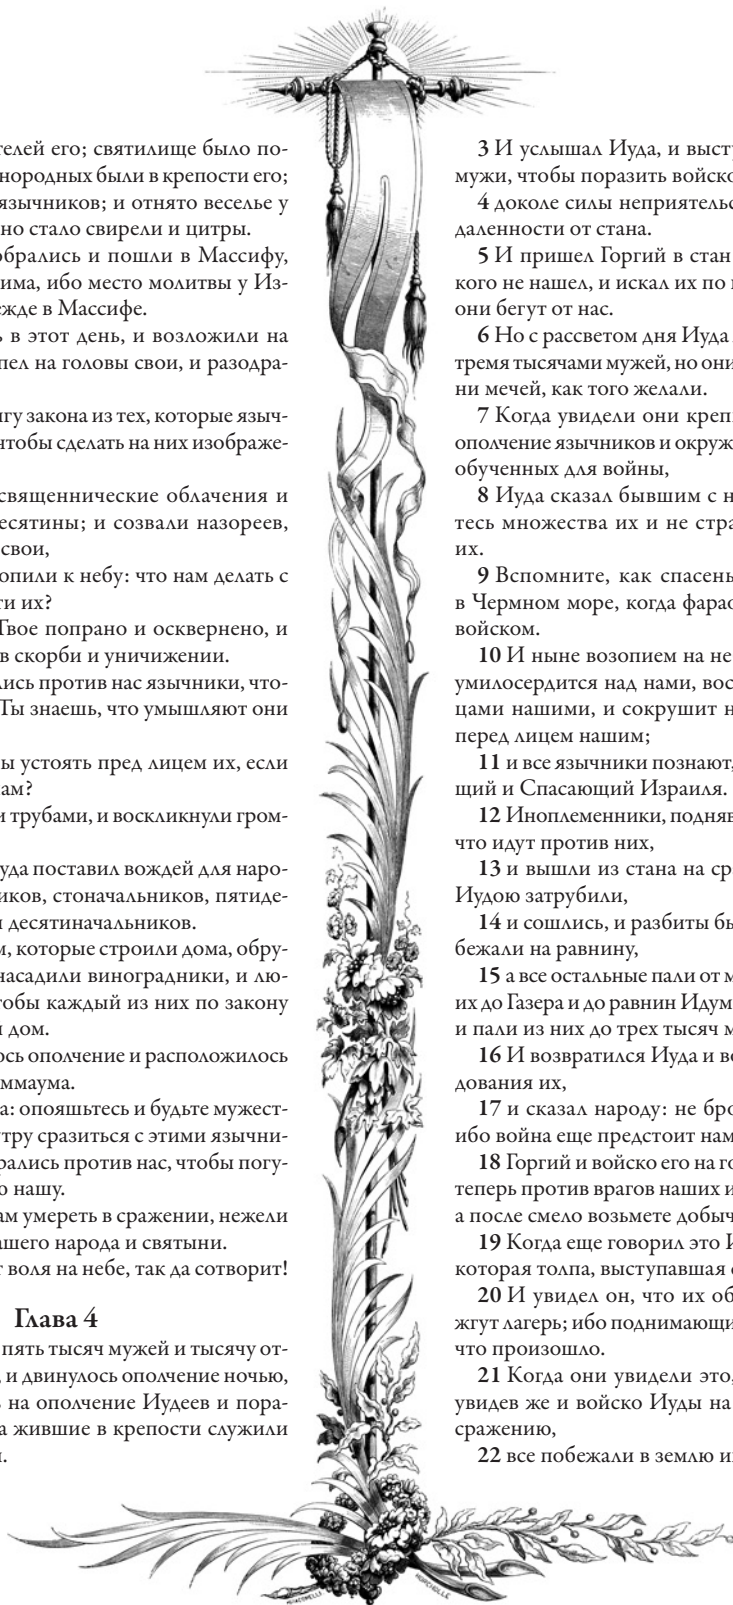 телей его; святилище было по-
нородных были в крепости его;
язычников; и отнято веселье у
но стало свирели и цитры.
обрались и пошли в Массифу,
има, ибо место молитвы у Из-
жде в Массифе.
ь в этот день, и возложили на
пел на головы свои, и разодра-
игу закона из тех, которые языч-
чтобы сделать на них изображе-
священнические облачения и
есятины; и созвали назореев,
свои,
опили к небу: что нам делать с
ти их?
Твое попрано и осквернено, и
в скорби и уничижении.
лись против нас язычники, что-
Ты знаешь, что умышляют они
ы устоять пред лицем их, если
ам?
и трубами, и воскликнули гром-
уда поставил вождей для наро-
иков, стоначальников, пятиде-
и десятиначальников.
м, которые строили дома, обру-
насадили виноградники, и лю-
тобы каждый из них по закону
й дом.
ось ополчение и расположилось
ммаума.
а: опояшьтесь и будьте мужест-
утру сразиться с этими язычни-
рались против нас, чтобы погу-
ю нашу.
ам умереть в сражении, нежели
ашего народа и святыни.
т воля на небе, так да сотворит!
Глава 4
пять тысяч мужей и тысячу от-
и двинулось ополчение ночью,
ь на ополчение Иудеев и пора-
а жившие в крепости служили
и.
3 И услышал Иуда, и высту
мужи, чтобы поразить войско
4 доколе силы неприятельс
даленности от стана.
5 И пришел Горгий в стан
кого не нашел, и искал их по
они бегут от нас.
6 Но с рассветом дня Иуда
тремя тысячами мужей, но они
ни мечей, как того желали.
7 Когда увидели они креп
ополчение язычников и окруж
обученных для войны,
8 Иуда сказал бывшим с н
тесь множества их и не стра
их.
9 Вспомните, как спасень
в Чермном море, когда фарао
войском.
10 И ныне возопием на не
умилосердится над нами, вос
цами нашими, и сокрушит н
перед лицем нашим;
11 и все язычники познают,
щий и Спасающий Израиля.
12 Иноплеменники, подняв
что идут против них,
13 и вышли из стана на сра
Иудою затрубили,
14 и сошлись, и разбиты бы
бежали на равнину,
15 а все остальные пали от м
их до Газера и до равнин Идум
и пали из них до трех тысяч м
16 И возвратился Иуда и во
дования их,
17 и сказал народу: не бро
ибо война еще предстоит нам
18 Горгий и войско его на го
теперь против врагов наших и
а после смело возьмете добыч
19 Когда еще говорил это И
которая толпа, выступавшая
20 И увидел он, что их об
жгут лагерь; ибо поднимающи
что произошло.
21 Когда они увидели это,
увидев же и войско Иуды на
сражению,
22 все побежали в землю и